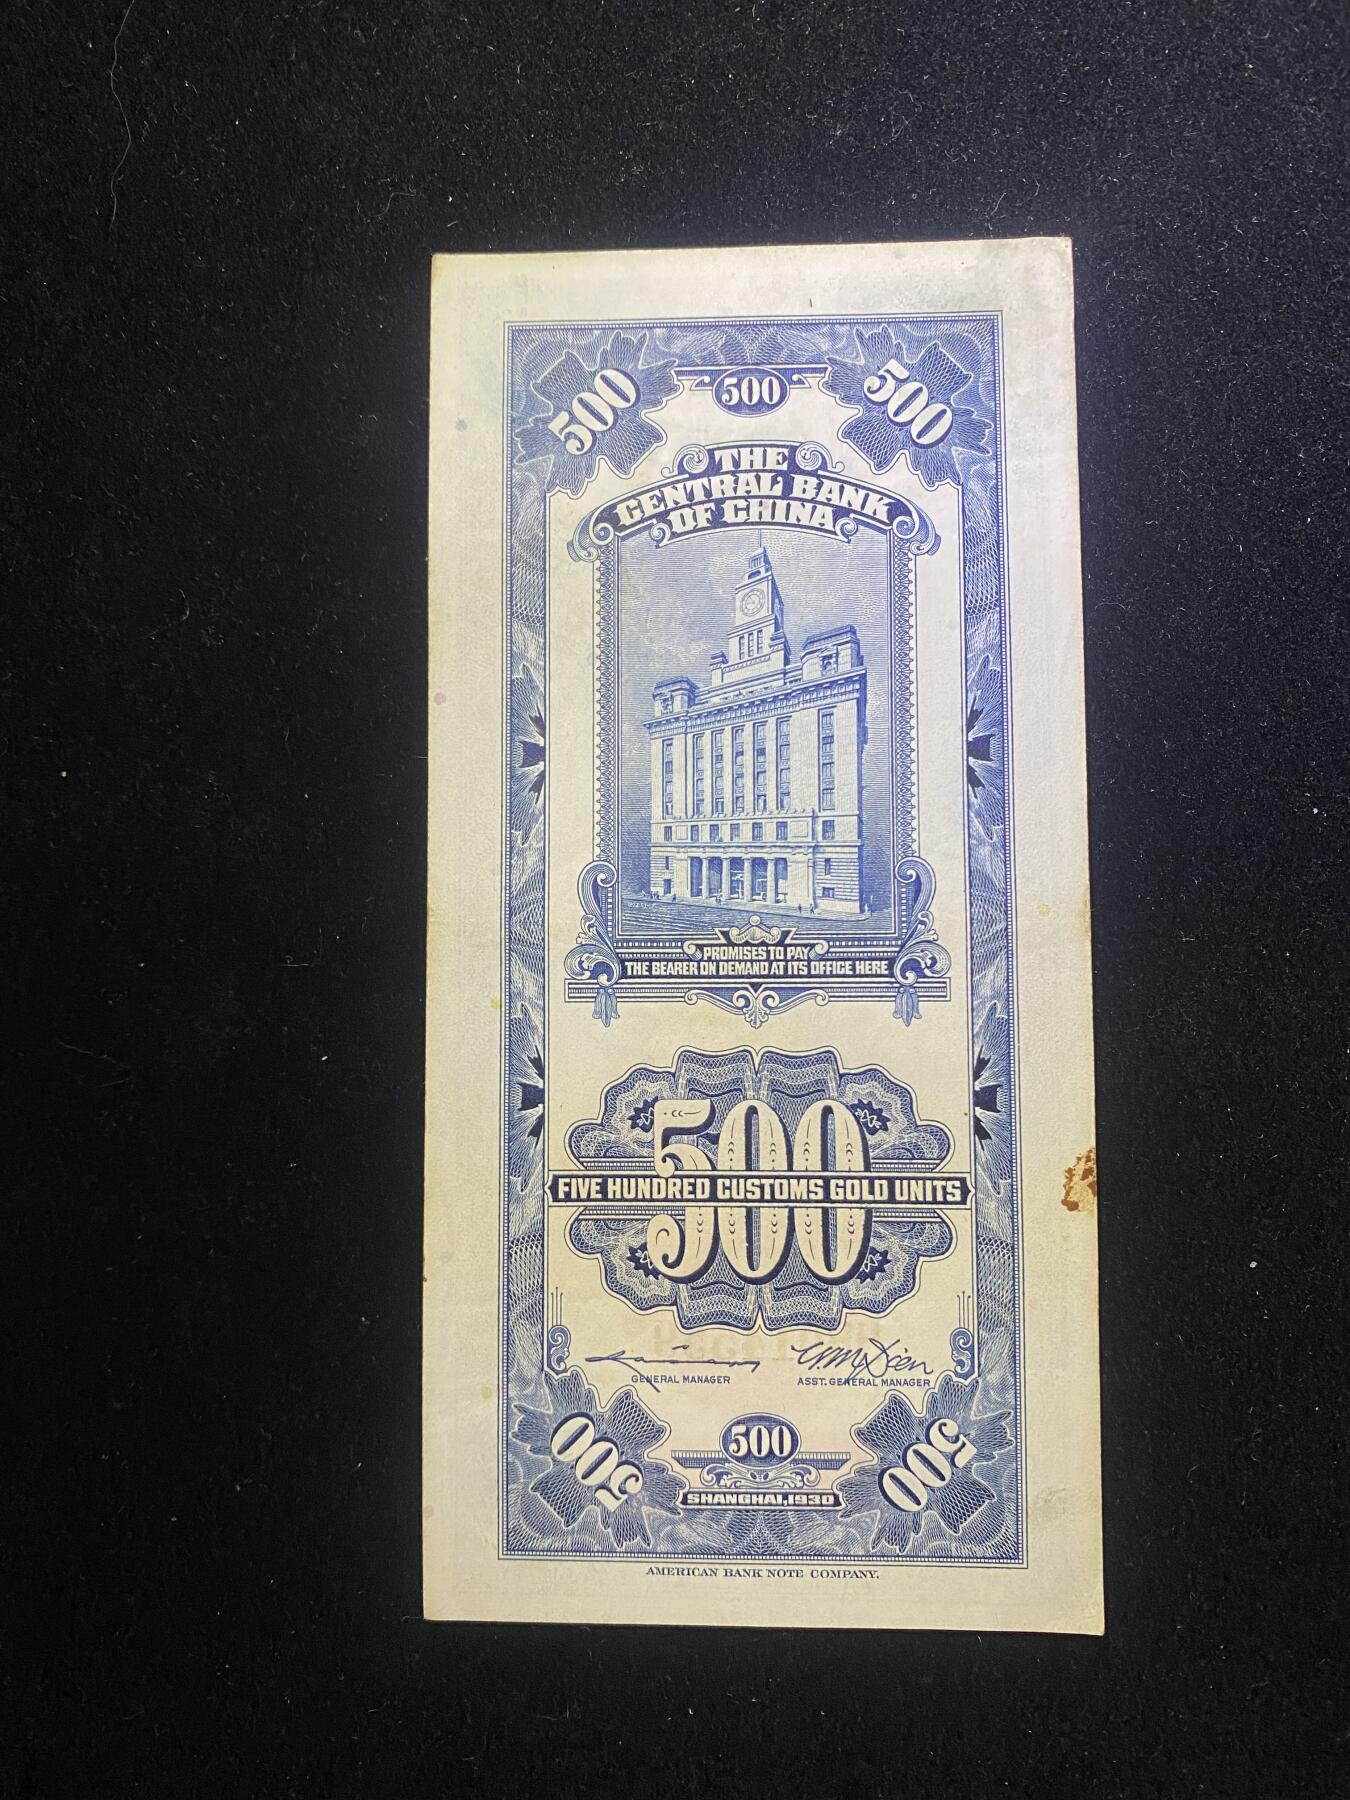 500 500 500
THE
CENTRAL BANK
OF CHINA
PROMISES TO PAY
THE BEARER ON DEMAND AT ITS OFFICE HERE
500
FIVE HUNDRED CUSTOMS GOLD UNITS
GENERAL MANAGER ASST. GENERAL MANAGER
500 500 500
SHANGHAI, 1930
AMERICAN BANK NOTE COMPANY.